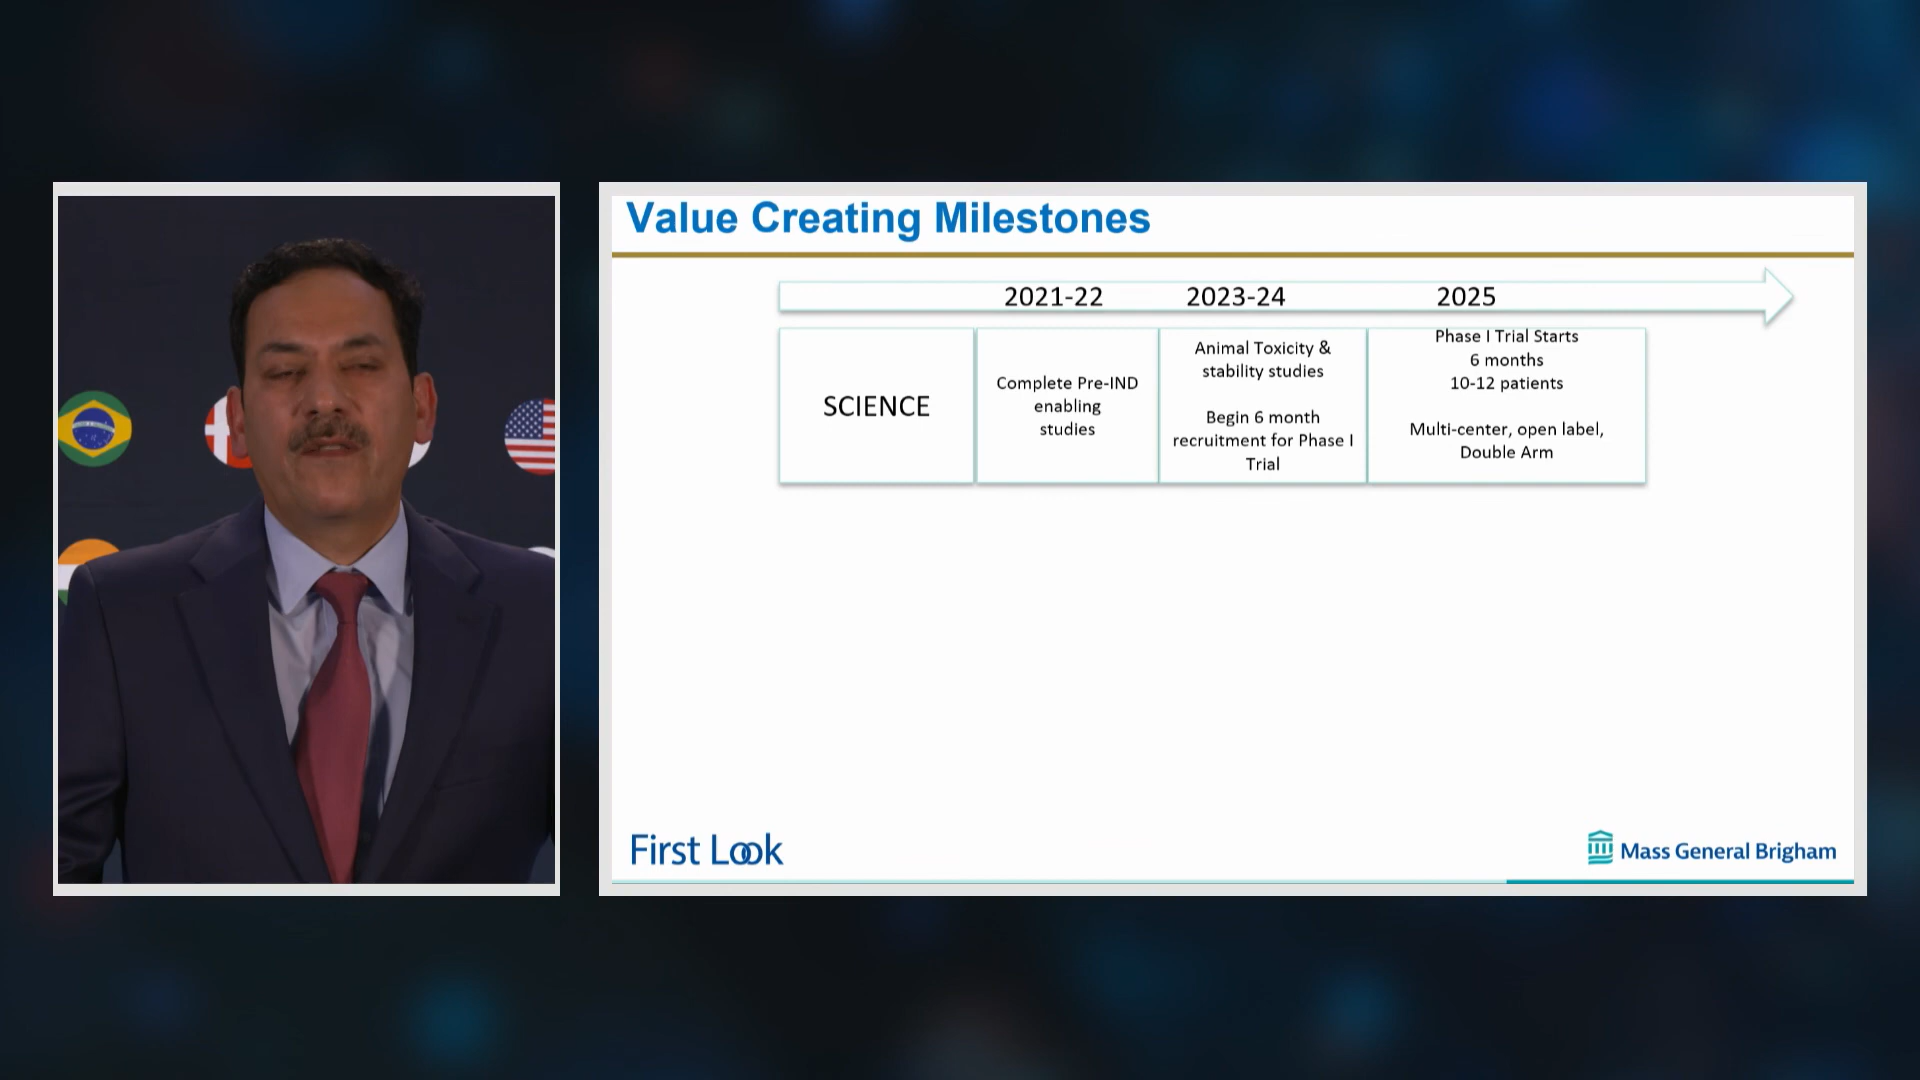 Value Creating Milestones
2021-22
2023-24
2025
SCIENCE
Complete Pre-IND
enabling
studies
Animal Toxicity &
stability studies
Begin 6 month
recruitment for Phase I
Trial
Phase I Trial Starts
6 months
10-12 patients
Multi-center, open label,
Double Arm
First Look
Mass General Brigham